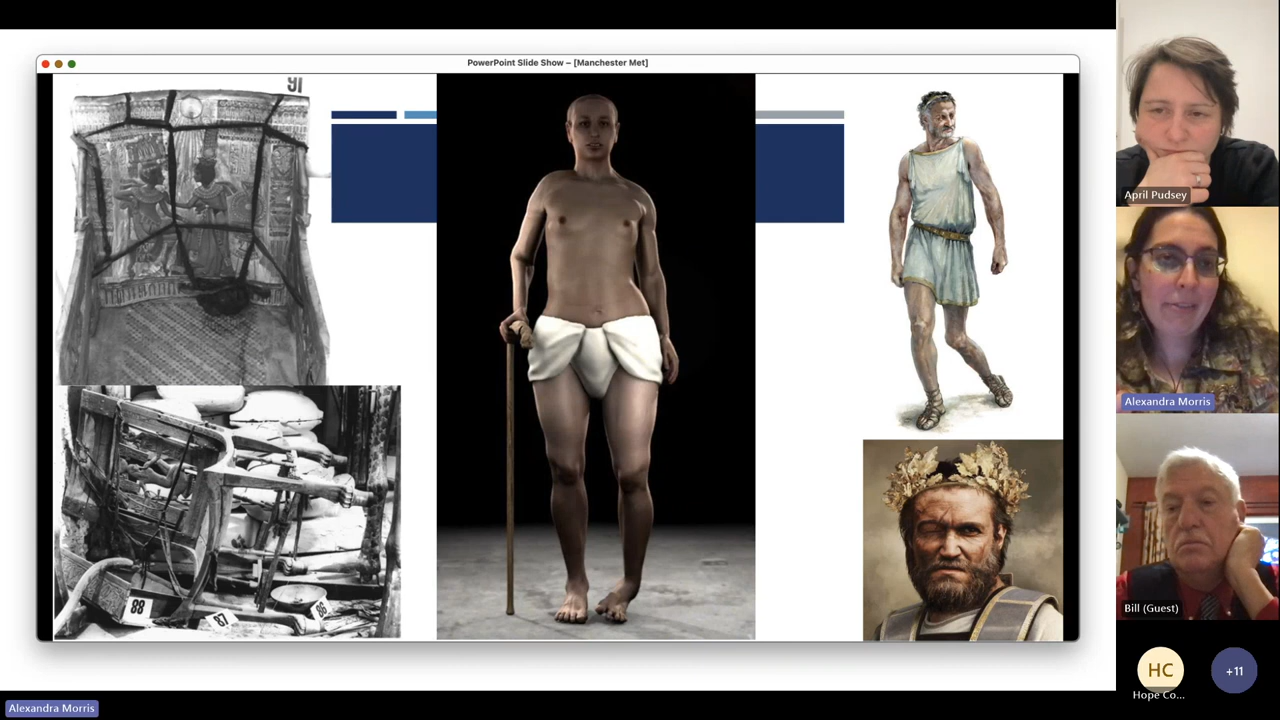 PowerPoint Slide Show – [Manchester Met]
91
88
87
86
April Pudsey
Alexandra Morris
Bill (Guest)
HC
Hope Co...
+11
Alexandra Morris